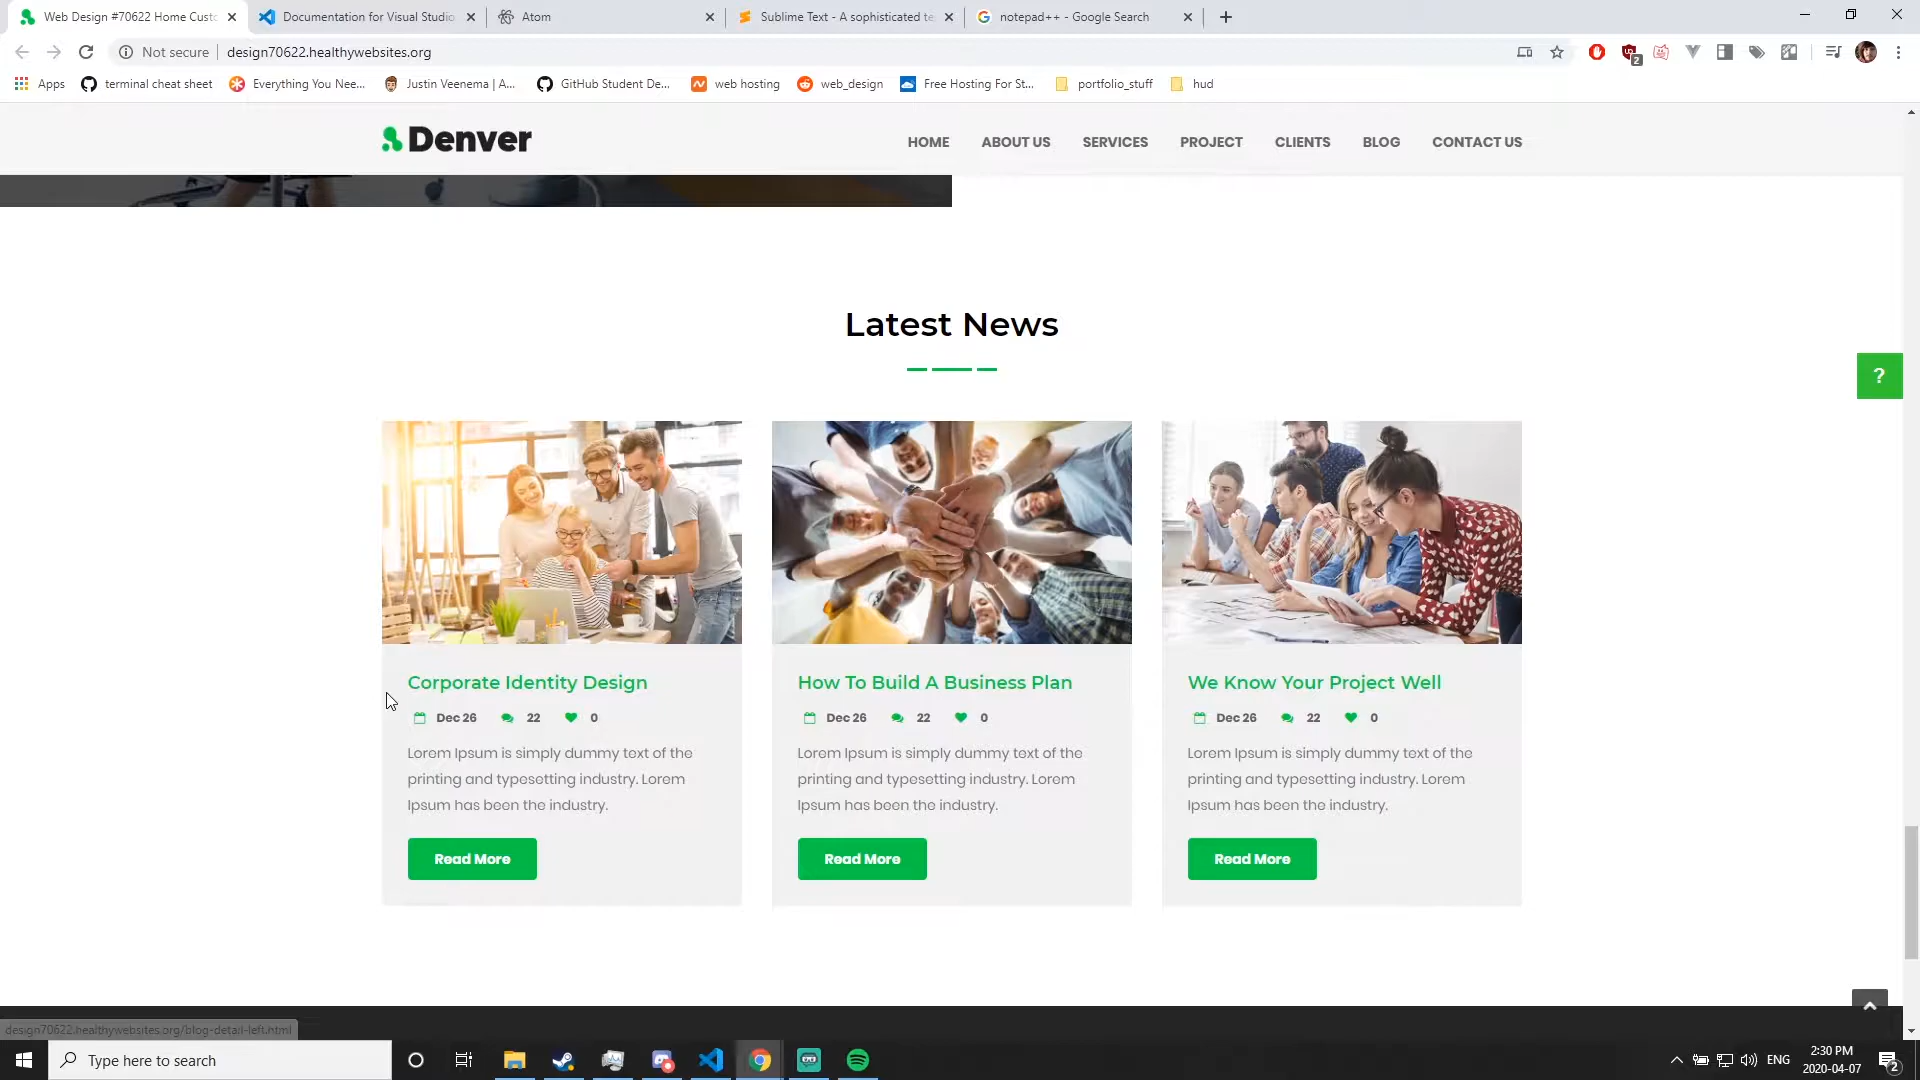 Web Design #70622 Home Custo
Documentation for Visual Studio
Atom
Sublime Text - A sophisticated te
notepad++ - Google Search
Not secure
design70622.healthywebsites.org
2
Apps
terminal cheat sheet
Everything You Nee...
Justin Veenema | A...
GitHub Student De...
web hosting
web_design
Free Hosting For St...
portfolio_stuff
hud
Denver
HOME
ABOUT US
SERVICES
PROJECT
CLIENTS
BLOG
CONTACT US
Latest News
?
Corporate Identity Design
Dec 26 22 0
Lorem Ipsum is simply dummy text of the
printing and typesetting industry. Lorem
Ipsum has been the industry.
Read More
How To Build A Business Plan
Dec 26 22 0
Lorem Ipsum is simply dummy text of the
printing and typesetting industry. Lorem
Ipsum has been the industry.
Read More
We Know Your Project Well
Dec 26 22 0
Lorem Ipsum is simply dummy text of the
printing and typesetting industry. Lorem
Ipsum has been the industry.
Read More
design70622.healthywebsites.org/blog-detail-left.html
Type here to search
ENG
2:30 PM
2020-04-07
2